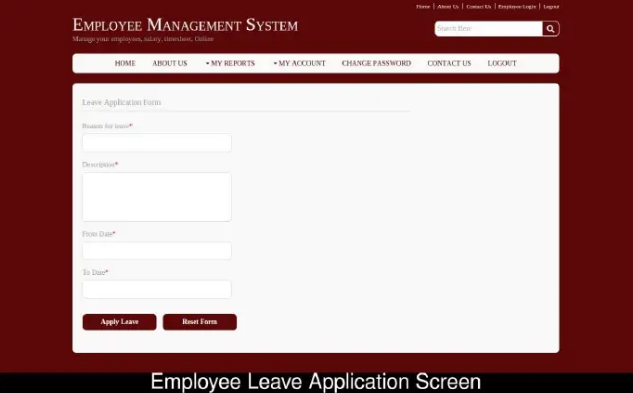 Home | About Us | Contact Us | Employee Login | Logout
Employee Management System
Manage your employees, salary, timesheet, Online
Search Here
HOME ABOUT US MY REPORTS MY ACCOUNT CHANGE PASSWORD CONTACT US LOGOUT
Leave Application Form
Reason for leave*
Description*
From Date*
To Date*
Apply Leave Reset Form
Employee Leave Application Screen